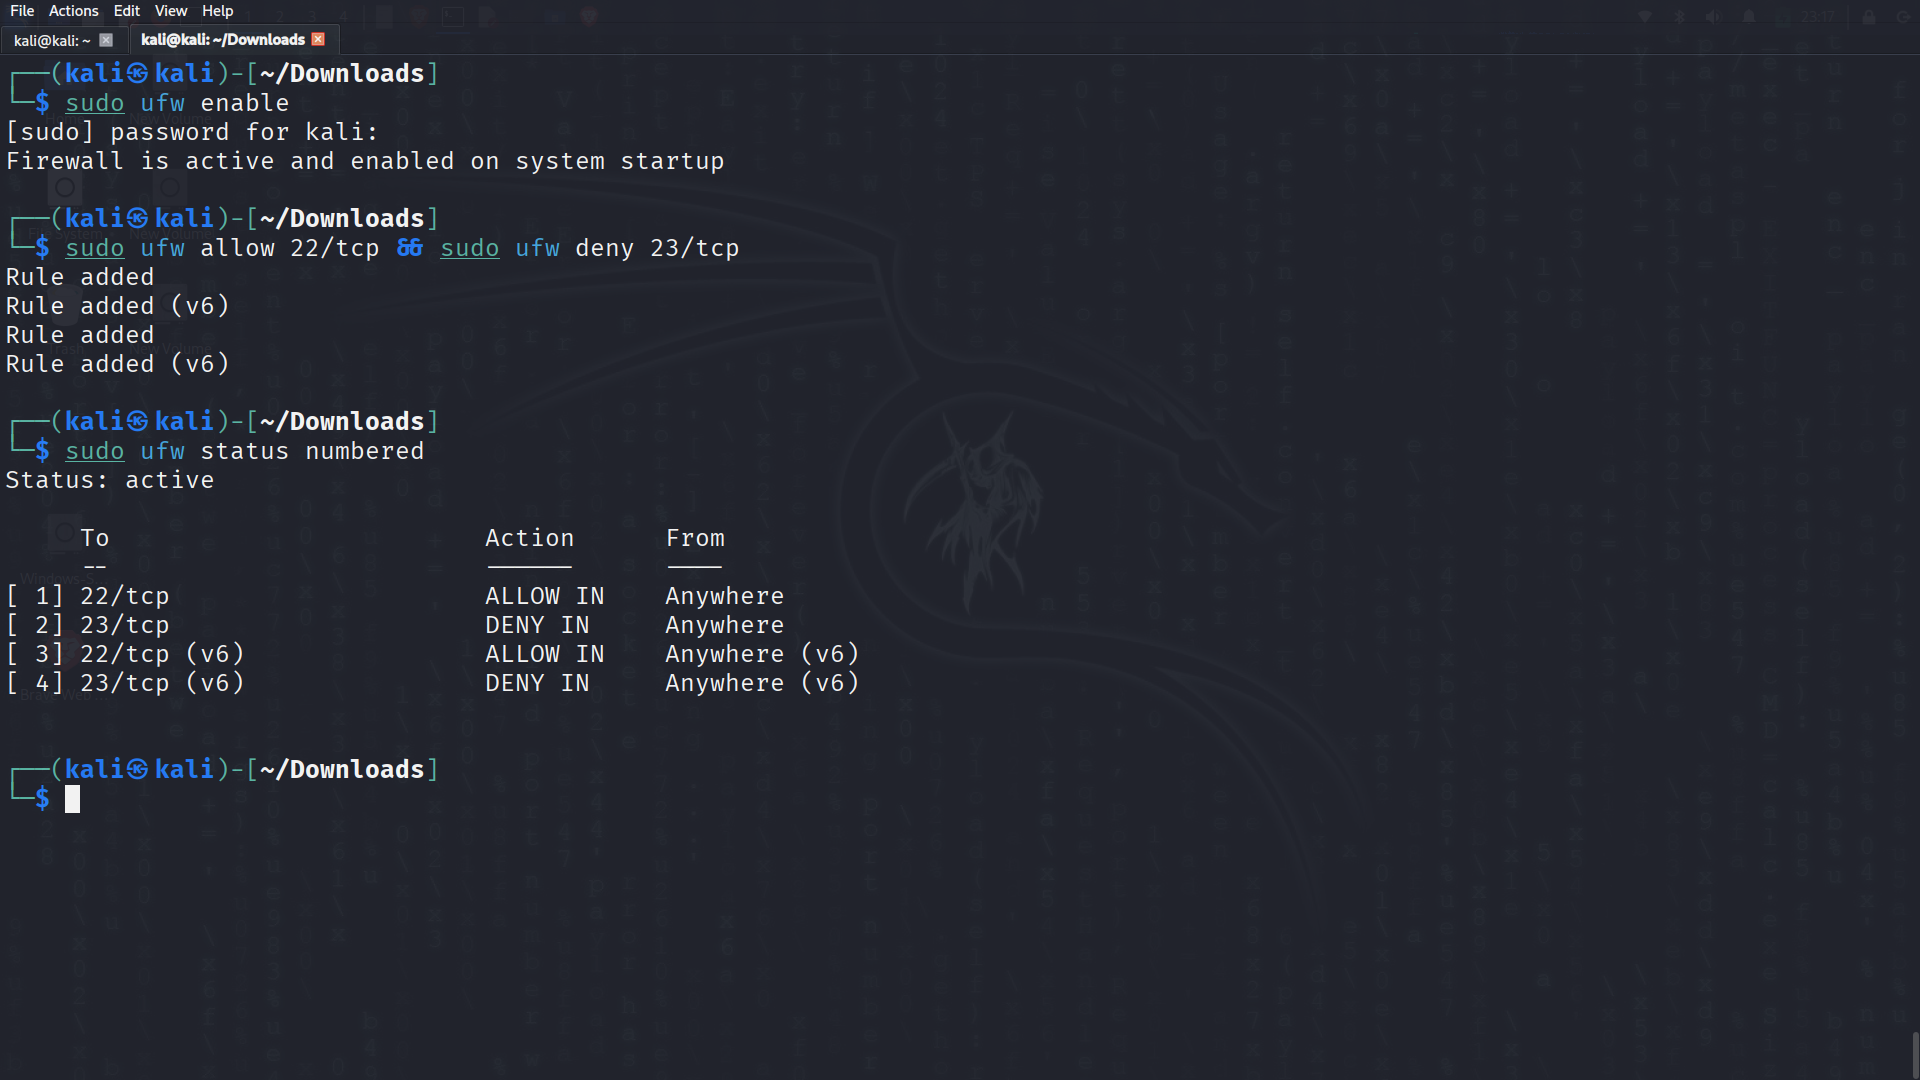 File Actions Edit View Help
kali@kali: ~ kali@kali: ~/Downloads
┌──(kali㉿kali)-[~/Downloads]
└─$ sudo ufw enable
[sudo] password for kali:
Firewall is active and enabled on system startup
┌──(kali㉿kali)-[~/Downloads]
└─$ sudo ufw allow 22/tcp && sudo ufw deny 23/tcp
Rule added
Rule added (v6)
Rule added
Rule added (v6)
┌──(kali㉿kali)-[~/Downloads]
└─$ sudo ufw status numbered
Status: active
To Action From
-- ------ ----
[ 1] 22/tcp ALLOW IN Anywhere
[ 2] 23/tcp DENY IN Anywhere
[ 3] 22/tcp (v6) ALLOW IN Anywhere (v6)
[ 4] 23/tcp (v6) DENY IN Anywhere (v6)
┌──(kali㉿kali)-[~/Downloads]
└─$